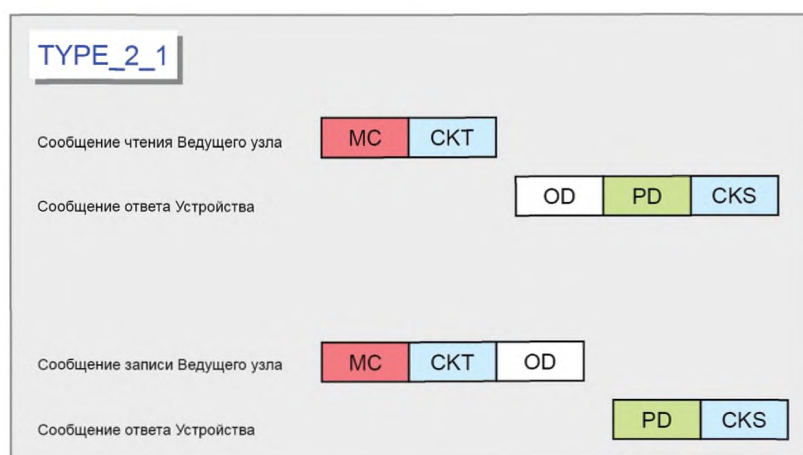 TYPE_2_1
Сообщение чтения Ведущего узла MC CKT
Сообщение ответа Устройства OD PD CKS
Сообщение записи Ведущего узла MC CKT OD
Сообщение ответа Устройства PD CKS